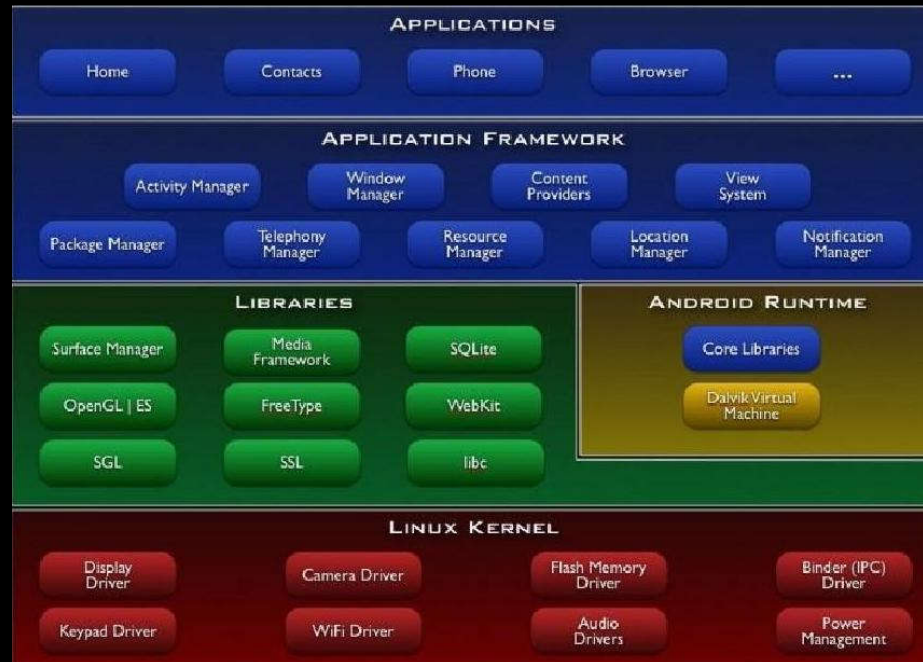 APPLICATIONS
Home
Contacts
Phone
Browser
...
APPLICATION FRAMEWORK
Activity Manager
Window
Manager
Content
Providers
View
System
Package Manager
Telephony
Manager
Resource
Manager
Location
Manager
Notification
Manager
LIBRARIES
Surface Manager
Media
Framework
SQLite
OpenGL | ES
FreeType
WebKit
SGL
SSL
libc
ANDROID RUNTIME
Core Libraries
Dalvik Virtual
Machine
LINUX KERNEL
Display
Driver
Camera Driver
Flash Memory
Driver
Binder (IPC)
Driver
Keypad Driver
WiFi Driver
Audio
Drivers
Power
Management